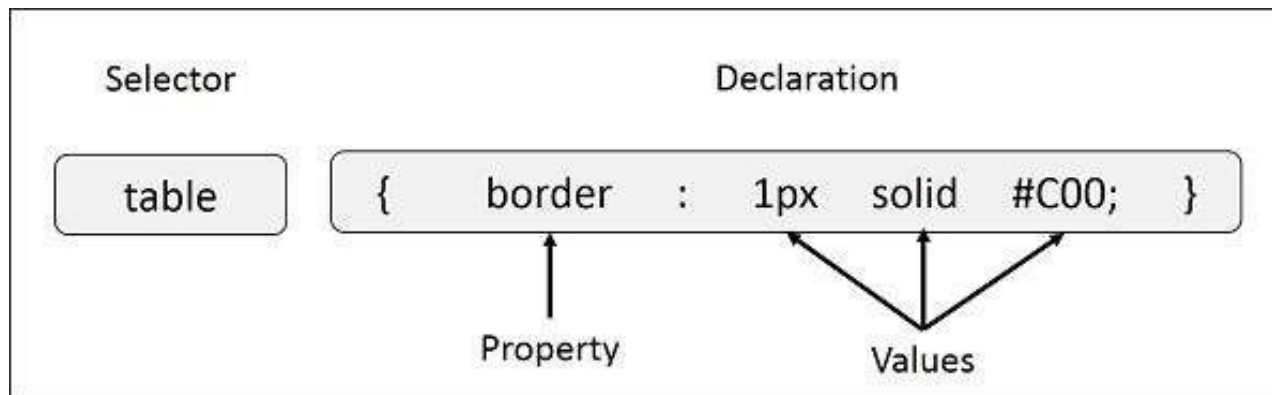 Selector Declaration
table { border : 1px solid #C00; }
Property Values